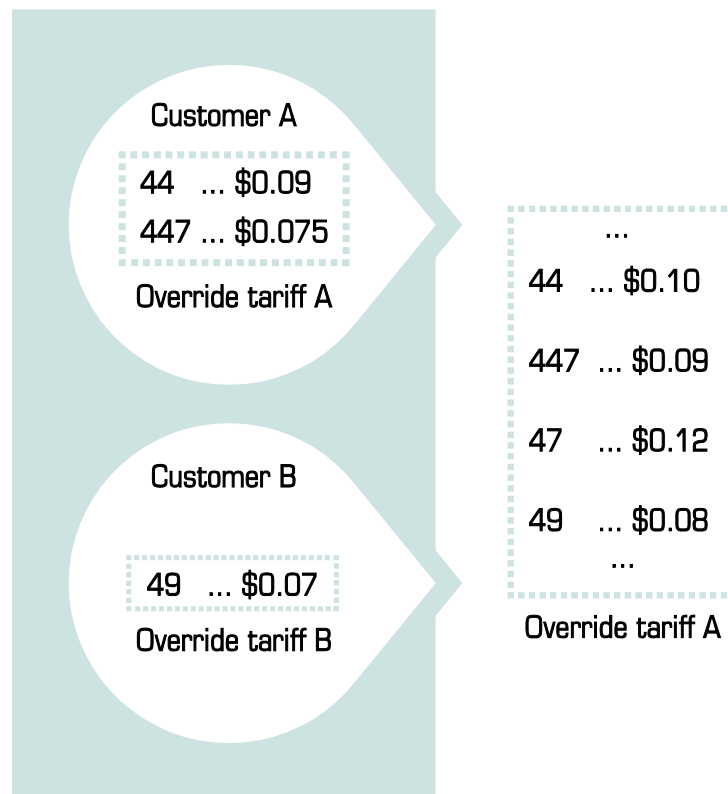 Customer A
44 ... $0.09
447 ... $0.075
Override tariff A
Customer B
49 ... $0.07
Override tariff B
...
44 ... $0.10
447 ... $0.09
47 ... $0.12
49 ... $0.08
...
Override tariff A